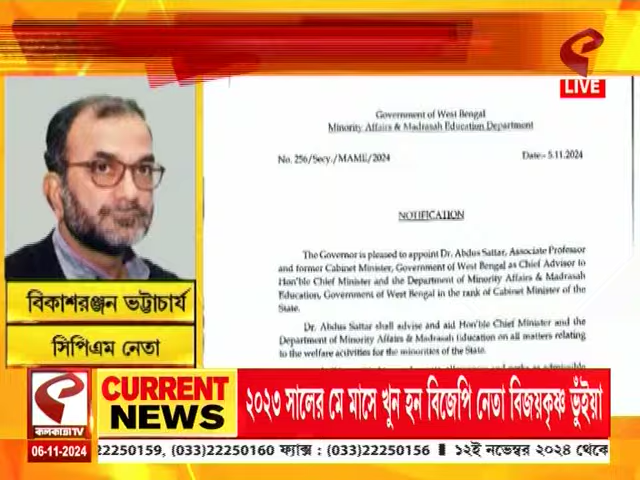 LIVE
Government of West Bengal
Minority Affairs & Madrasah Education Department
No. 256/Secy./MAME/2024 Date:- 5.11.2024
NOTIFICATION
The Governor is pleased to appoint Dr. Abdus Sattar, Associate Professor
and former Cabinet Minister, Government of West Bengal as Chief Advisor to
Hon'ble Chief Minister and the Department of Minority Affairs & Madrasah
Education, Government of West Bengal in the rank of Cabinet Minister of the
State.
Dr. Abdus Sattar shall advise and aid Hon'ble Chief Minister and the
Department of Minority Affairs & Madrasah Education on all matters relating
to the welfare activities for the minorities of the State.
বিকাশরঞ্জন ভট্টাচার্য
সিপিএম নেতা
কলকাতা TV
CURRENT
NEWS
২০২৩ সালের মে মাসে খুন হন বিজেপি নেতা বিজয়কৃষ্ণ ভুঁইয়া
06-11-2024
22250159, (033)22250160 ফ্যাক্স : (033)22250156 ▮ ১২ই নভেম্বর ২০২৪ থেকে